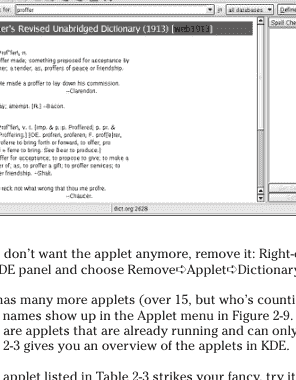 for: proffer in all databases Define
er's Revised Unabridged Dictionary (1913) [web1913]
Prof"fer, n.
offer made; something proposed for acceptance by
er; a tender; as, proffers of peace or friendship.
He made a proffer to lay down his commission.
--Clarendon.
ay; attempt. [R.] --Bacon.
Prof"fer, v. t. [imp. & p. p. Proffered; p. pr. &
Proffering.] [OE. profren, proferen, F.
to bring forth or forward, to offer, pro
+ ferre to bring. See Bear to produce.]
ffer for acceptance; to propose to give; to make a
r of; as, to proffer a gift; to proffer services; to
er friendship. --Shak.
reck not what wrong that thou me profre.
--Chaucer.
Spell Chec
dict.org:2628
don't want the applet anymore, remove it: Right-c
DE panel and choose Remove➪Applet➪Dictionary
has many more applets (over 15, but who's counti
names show up in the Applet menu in Figure 2-9.
are applets that are already running and can only
2-3 gives you an overview of the applets in KDE.
applet listed in Table 2-3 strikes your fancy, try it